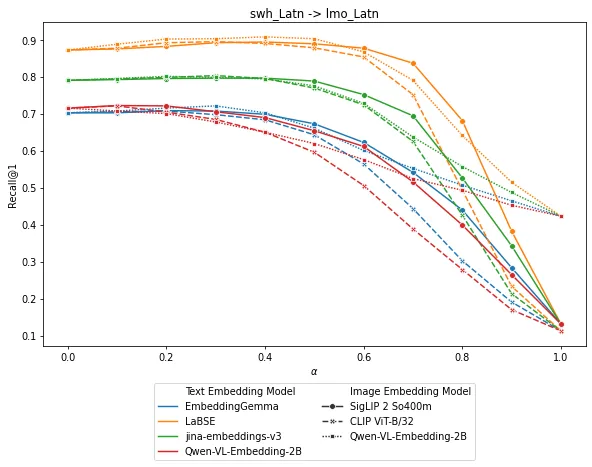 swh_Latn -> lmo_Latn
Recall@1
0.9
0.8
0.7
0.6
0.5
0.4
0.3
0.2
0.1
0.0 0.2 0.4 0.6 0.8 1.0
α
Text Embedding Model
EmbeddingGemma
LaBSE
jina-embeddings-v3
Qwen-VL-Embedding-2B
Image Embedding Model
SigLIP 2 So400m
CLIP ViT-B/32
Qwen-VL-Embedding-2B